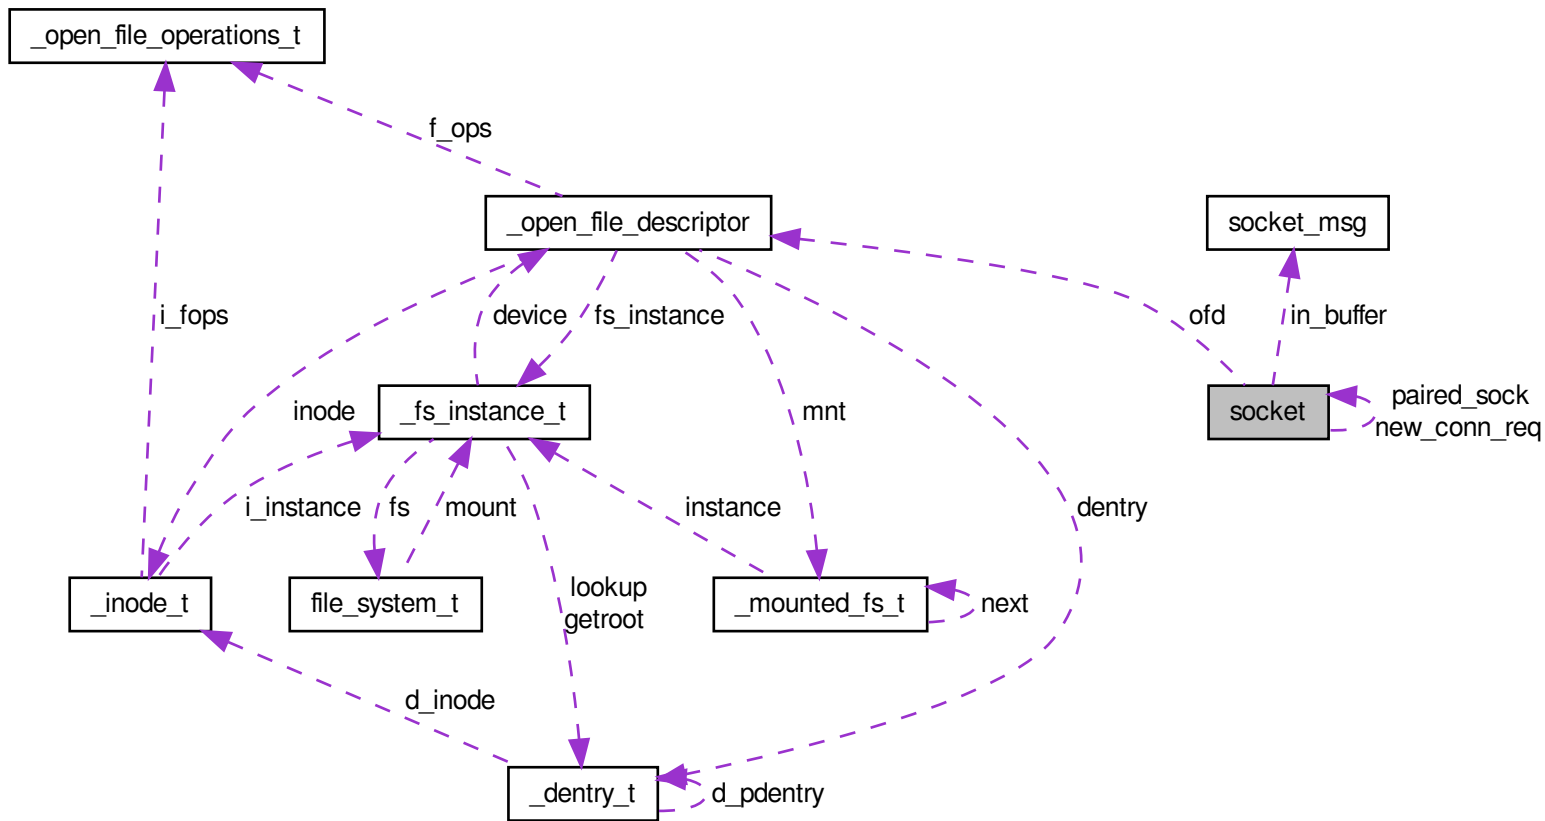 _open_file_operations_t
f_ops
_open_file_descriptor
socket_msg
i_fops
device
fs_instance
ofd
in_buffer
inode
_fs_instance_t
mnt
socket
paired_sock
new_conn_req
i_instance
fs
mount
instance
dentry
_inode_t
file_system_t
lookup
getroot
_mounted_fs_t
next
d_inode
_dentry_t
d_pdentry